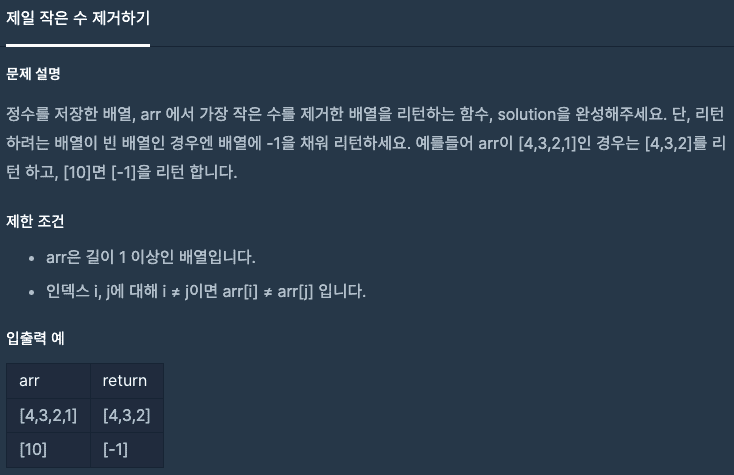 제일 작은 수 제거하기
문제 설명
정수를 저장한 배열, arr 에서 가장 작은 수를 제거한 배열을 리턴하는 함수, solution을 완성해주세요. 단, 리턴
하려는 배열이 빈 배열인 경우엔 배열에 -1을 채워 리턴하세요. 예를들어 arr이 [4,3,2,1]인 경우는 [4,3,2]를 리
턴 하고, [10]면 [-1]을 리턴 합니다.
제한 조건
• arr은 길이 1 이상인 배열입니다.
• 인덱스 i, j에 대해 i ≠ j이면 arr[i] ≠ arr[j] 입니다.
입출력 예
arr return
[4,3,2,1] [4,3,2]
[10] [-1]